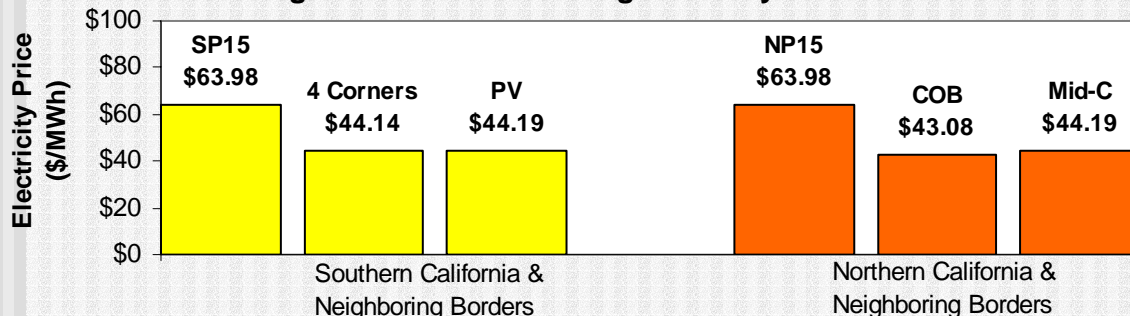 $100
$80
$60
$40
$20
$0
Electricity Price
($/MWh)
SP15
$63.98
4 Corners
$44.14
PV
$44.19
NP15
$63.98
COB
$43.08
Mid-C
$44.19
Southern California &
Neighboring Borders
Northern California &
Neighboring Borders